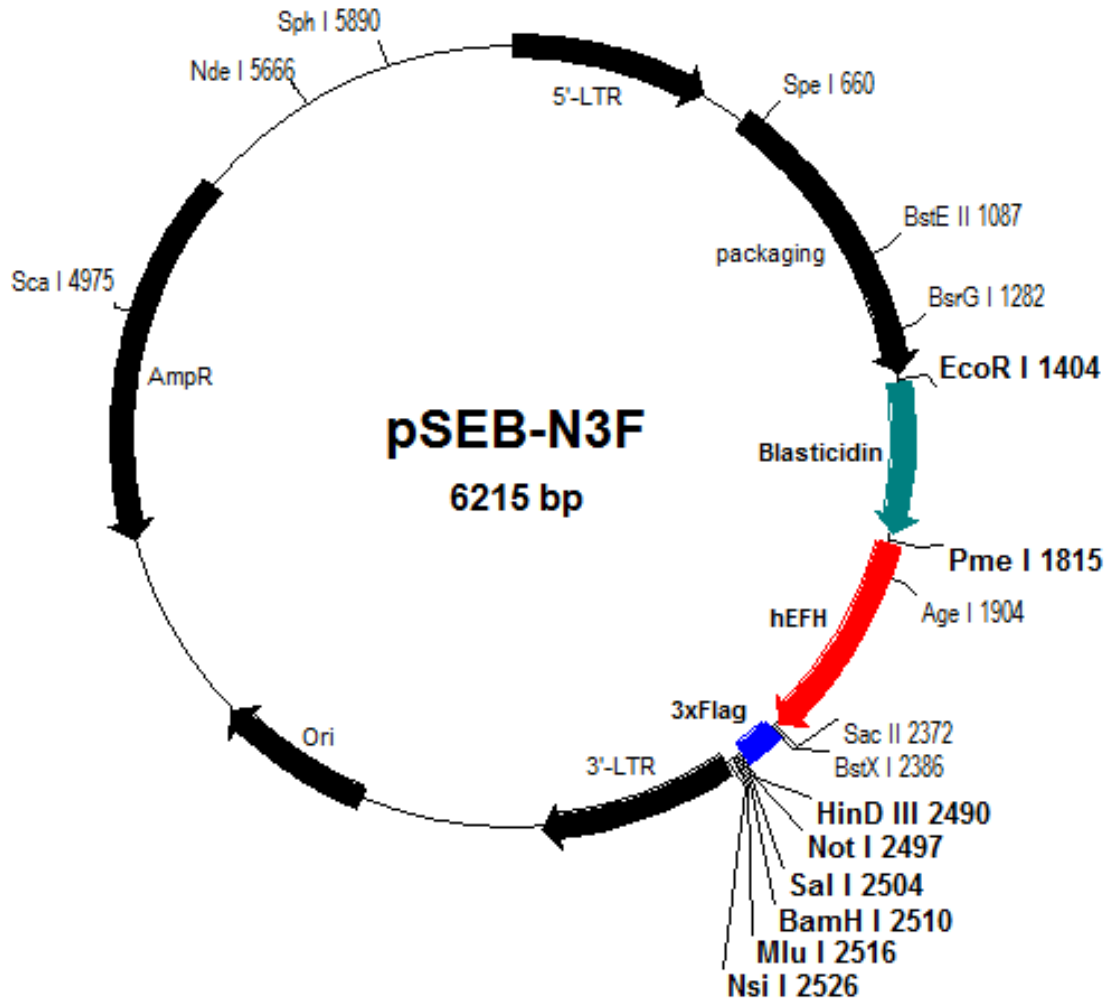 Sph I 5890
Nde I 5666
5'-LTR
Spe I 660
BstE II 1087
packaging
Sca I 4975
BsrG I 1282
EcoR I 1404
AmpR
pSEB-N3F
6215 bp
Blasticidin
Pme I 1815
Age I 1904
hEFH
3xFlag
Sac II 2372
Ori
3'-LTR
BstX I 2386
HinD III 2490
Not I 2497
Sal I 2504
BamH I 2510
Mlu I 2516
Nsi I 2526